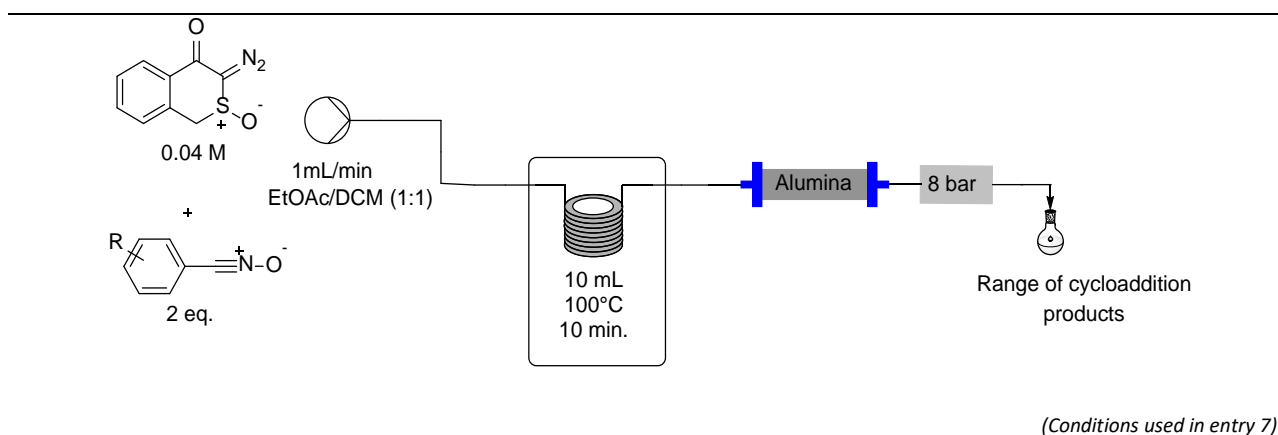 O
N2
S
+
O
-
0.04 M
+
R
+
N
O
-
2 eq.
1mL/min
EtOAc/DCM (1:1)
10 mL
100°C
10 min.
Alumina
8 bar
Range of cycloaddition
products
(Conditions used in entry 7)